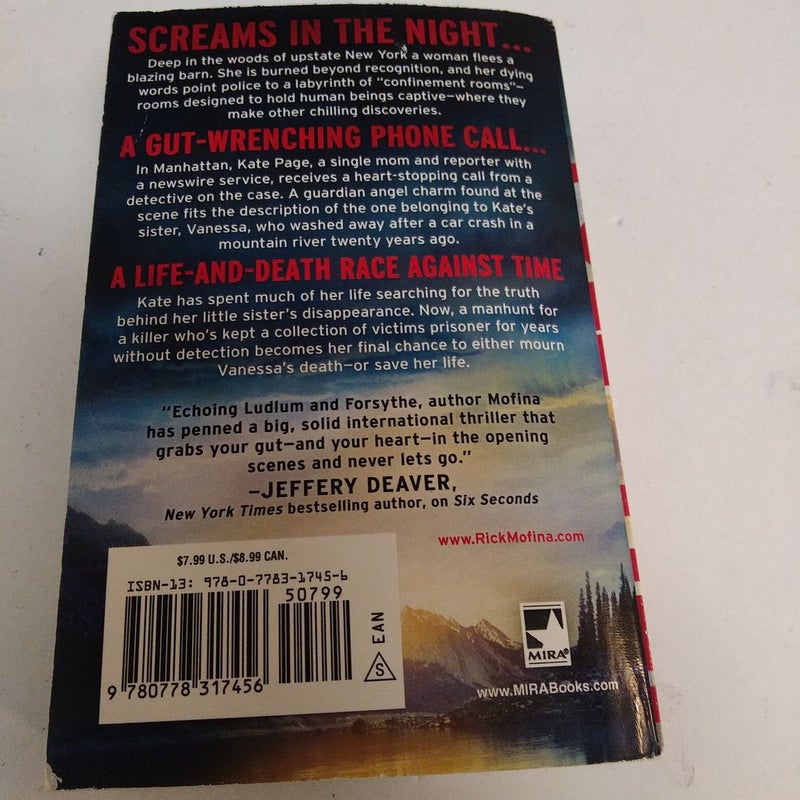 SCREAMS IN THE NIGHT...
Deep in the woods of upstate New York a woman flees a
blazing barn. She is burned beyond recognition, and her dying
words point police to a labyrinth of "confinement rooms"—
rooms designed to hold human beings captive—where they
make other chilling discoveries.
A GUT-WRENCHING PHONE CALL...
In Manhattan, Kate Page, a single mom and reporter with
a newswire service, receives a heart-stopping call from a
detective on the case. A guardian angel charm found at the
scene fits the description of the one belonging to Kate's
sister, Vanessa, who washed away after a car crash in a
mountain river twenty years ago.
A LIFE-AND-DEATH RACE AGAINST TIME
Kate has spent much of her life searching for the truth
behind her little sister's disappearance. Now, a manhunt for
a killer who's kept a collection of victims prisoner for years
without detection becomes her final chance to either mourn
Vanessa's death—or save her life.
"Echoing Ludlum and Forsythe, author Mofina
has penned a big, solid international thriller that
grabs your gut—and your heart—in the opening
scenes and never lets go."
—JEFFERY DEAVER,
New York Times bestselling author, on Six Seconds
www.RickMofina.com
$7.99 U.S./$8.99 CAN.
ISBN-13: 978-0-7783-1745-6
50799
EAN
S
9 780778 317456
MIRA®
www.MIRABooks.com